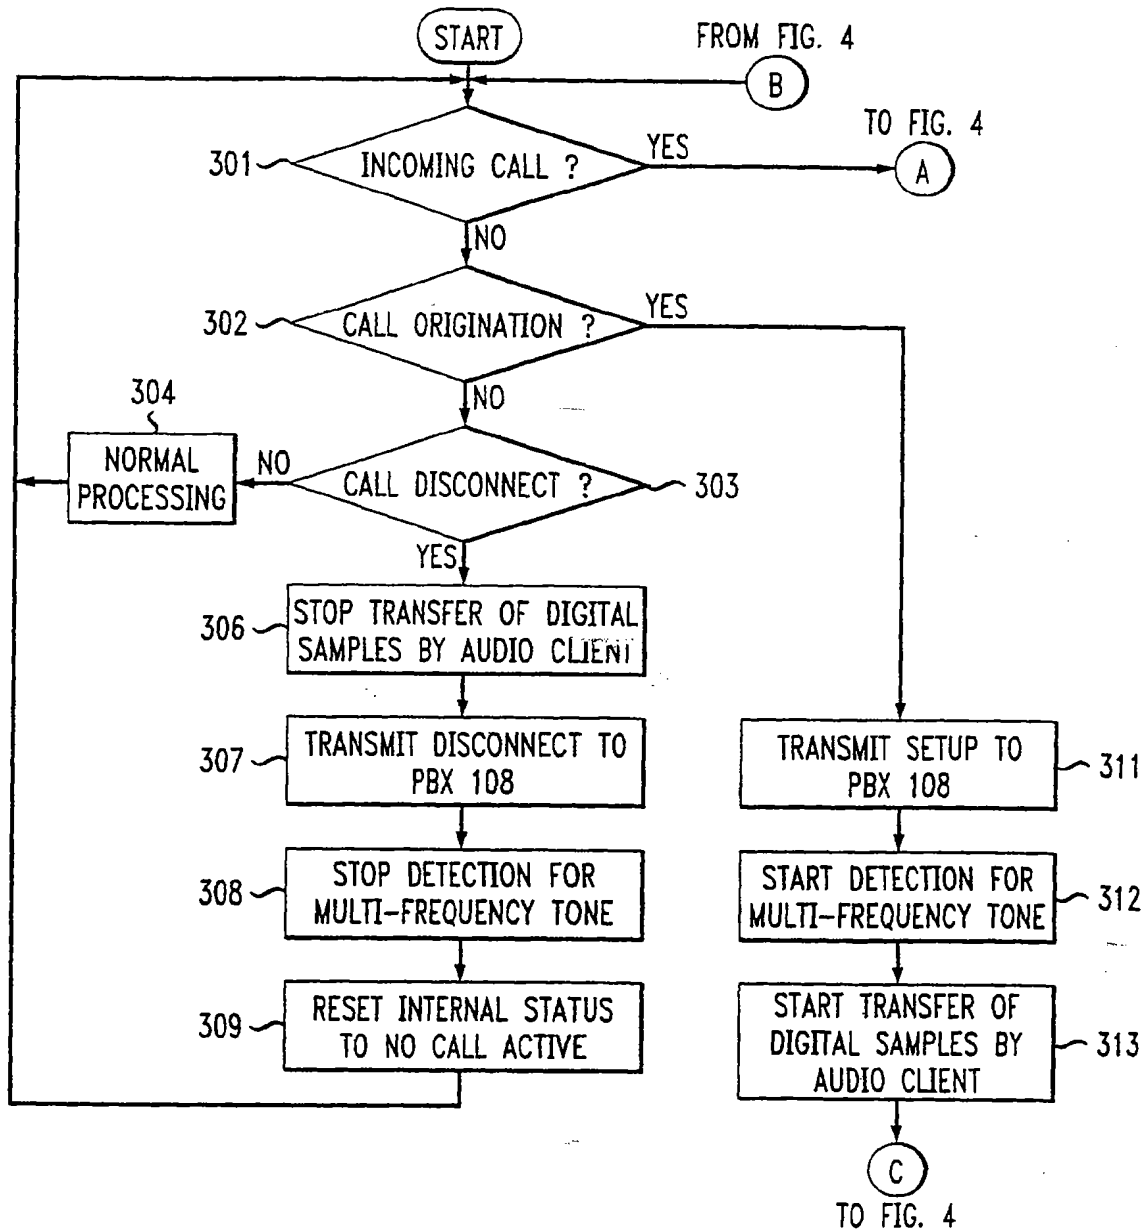 START
FROM FIG. 4
B
TO FIG. 4
A
301
INCOMING CALL ?
YES
NO
302
CALL ORIGINATION ?
YES
NO
304
NORMAL
PROCESSING
NO
CALL DISCONNECT ?
303
YES
306
STOP TRANSFER OF DIGITAL
SAMPLES BY AUDIO CLIENT
307
TRANSMIT DISCONNECT TO
PBX 108
308
STOP DETECTION FOR
MULTI-FREQUENCY TONE
309
RESET INTERNAL STATUS
TO NO CALL ACTIVE
TRANSMIT SETUP TO
PBX 108
311
START DETECTION FOR
MULTI-FREQUENCY TONE
312
START TRANSFER OF
DIGITAL SAMPLES BY
AUDIO CLIENT
313
C
TO FIG. 4